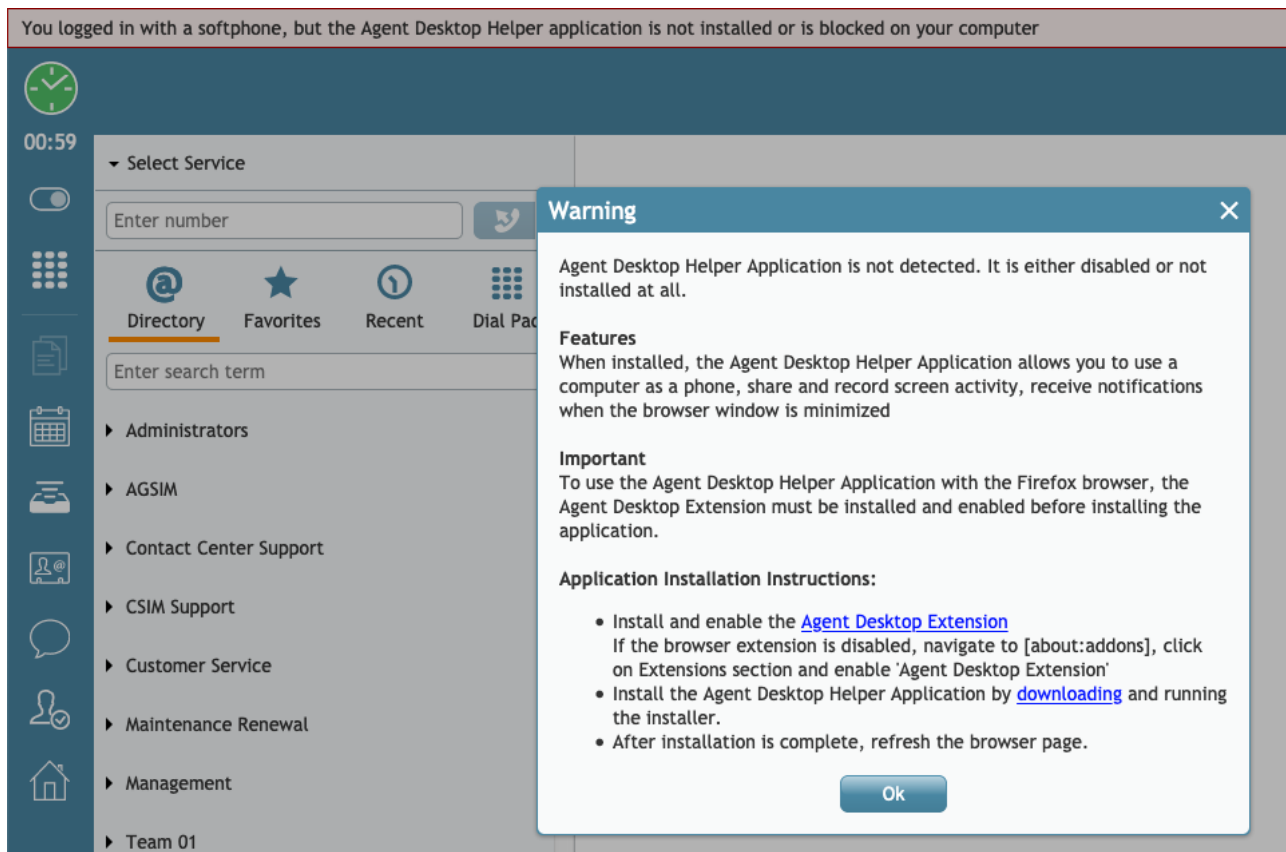 You logged in with a softphone, but the Agent Desktop Helper application is not installed or is blocked on your computer
00:59
Select Service
Enter number
Directory
Favorites
Recent
Dial Pad
Enter search term
Administrators
AGSIM
Contact Center Support
CSIM Support
Customer Service
Maintenance Renewal
Management
Team 01
Warning
Agent Desktop Helper Application is not detected. It is either disabled or not
installed at all.
Features
When installed, the Agent Desktop Helper Application allows you to use a
computer as a phone, share and record screen activity, receive notifications
when the browser window is minimized
Important
To use the Agent Desktop Helper Application with the Firefox browser, the
Agent Desktop Extension must be installed and enabled before installing the
application.
Application Installation Instructions:
• Install and enable the Agent Desktop Extension
If the browser extension is disabled, navigate to [about:addons], click
on Extensions section and enable 'Agent Desktop Extension'
• Install the Agent Desktop Helper Application by downloading and running
the installer.
• After installation is complete, refresh the browser page.
Ok